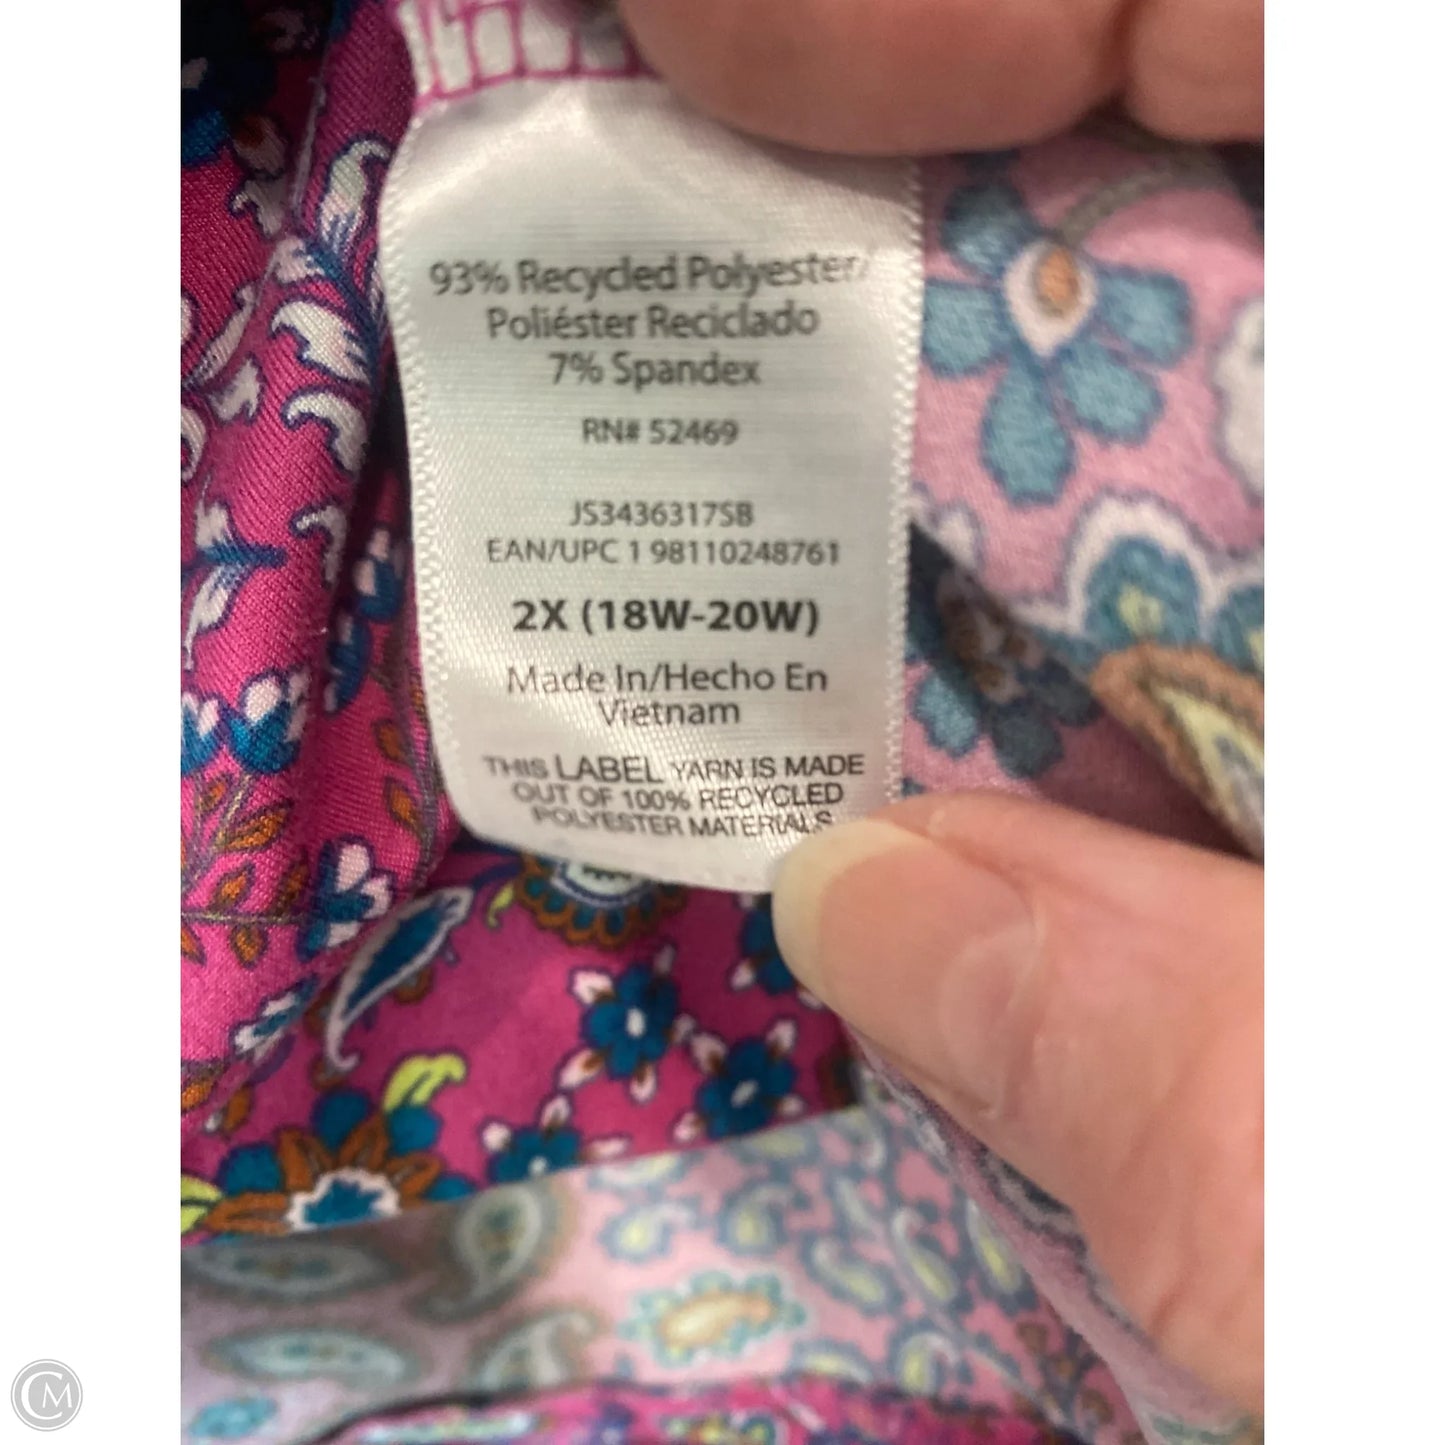 93% Recycled Polyester/
Poliéster Reciclado
7% Spandex
RN# 52469
JS3436317SB
EAN/UPC 1 98110248761
2X (18W-20W)
Made In/Hecho En
Vietnam
THIS LABEL YARN IS MADE
OUT OF 100% RECYCLED
POLYESTER MATERIALS
CM